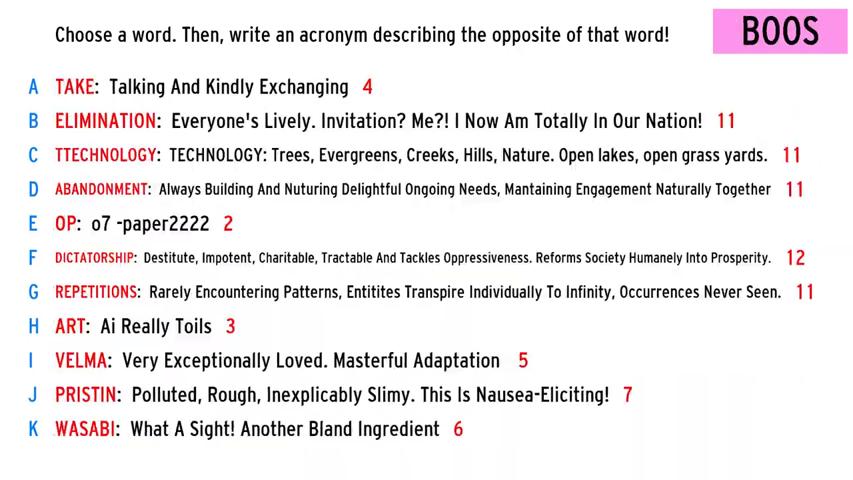 Choose a word. Then, write an acronym describing the opposite of that word!
BOOS
A TAKE: Talking And Kindly Exchanging 4
B ELIMINATION: Everyone's Lively. Invitation? Me?! I Now Am Totally In Our Nation! 11
C TTECHNOLOGY: TECHNOLOGY: Trees, Evergreens, Creeks, Hills, Nature. Open lakes, open grass yards. 11
D ABANDONMENT: Always Building And Nuturing Delightful Ongoing Needs, Mantaining Engagement Naturally Together 11
E OP: o7 -paper2222 2
F DICTATORSHIP: Destitute, Impotent, Charitable, Tractable And Tackles Oppressiveness. Reforms Society Humanely Into Prosperity. 12
G REPETITIONS: Rarely Encountering Patterns, Entitites Transpire Individually To Infinity, Occurrences Never Seen. 11
H ART: Ai Really Toils 3
I VELMA: Very Exceptionally Loved. Masterful Adaptation 5
J PRISTIN: Polluted, Rough, Inexplicably Slimy. This Is Nausea-Eliciting! 7
K WASABI: What A Sight! Another Bland Ingredient 6